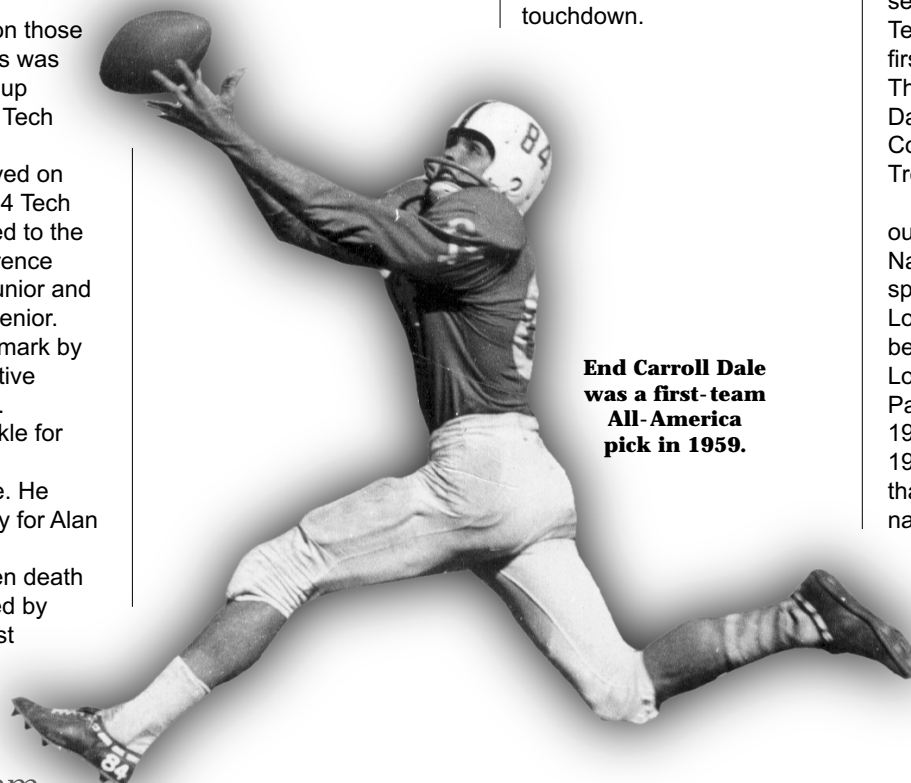 on those
s was
up
Tech
ved on
4 Tech
ed to the
rence
unior and
enior.
mark by
tive
.
kle for
e. He
y for Alan
en death
ed by
st
touchdown.
84
84
End Carroll Dale
was a first-team
All-America
pick in 1959.
se
Te
firs
Th
Da
Co
Tre
ou
Na
sp
Lo
be
Lo
Pa
19
19
tha
na